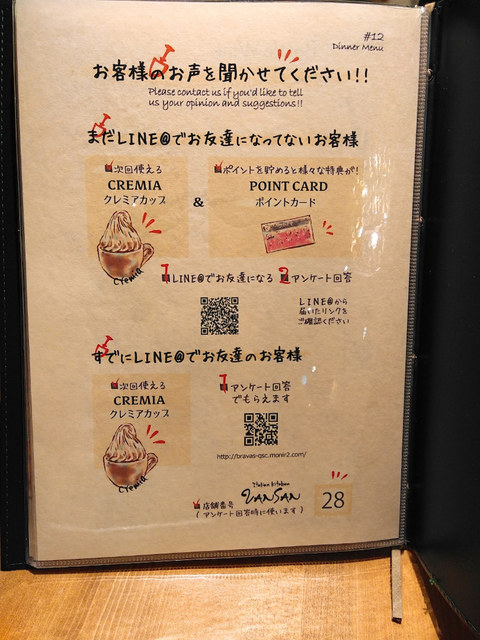 #12
Dinner Menu
お客様のお声を聞かせてください!!
Please contact us if you'd like to tell
us your opinion and suggestions!!
まだLINE@でお友達になってないお客様
次回使える
CREMIA
クレミアカップ
Cremia
&
ポイントを貯めると様々な特典が!
POINT CARD
ポイントカード
1 LINE@でお友達になる 2 アンケート回答
LINE@から
届いたリンクを
ご確認ください
すでにLINE@でお友達のお客様
次回使える
CREMIA
クレミアカップ
Cremia
1 アンケート回答
でもらえます
http://braves-qsc.monir2.com/
Italian Kitchen
VANSAN
店舗番号
(アンケート回答時に使います)
28